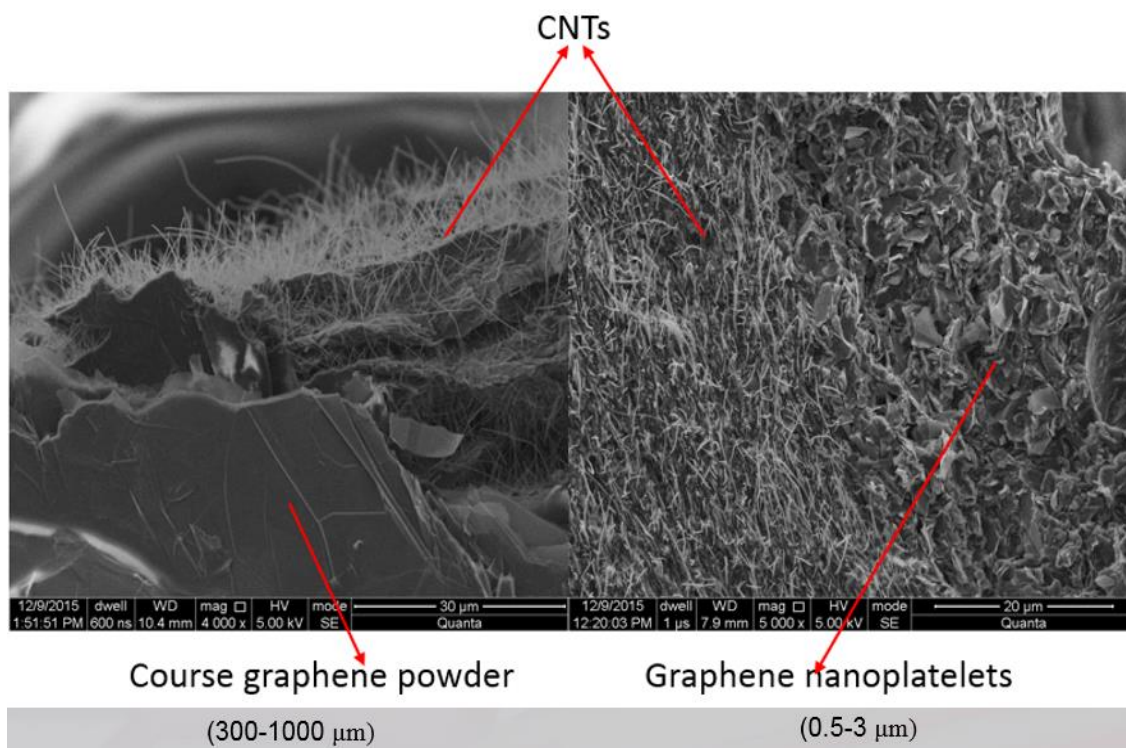 CNTs
12/9/2015 dwell WD mag HV mode 30 µm
1:51:51 PM 600 ns 10.4 mm 4 000 x 5.00 kV SE Quanta
12/9/2015 dwell WD mag HV mode 20 µm
12:20:03 PM 1 µs 7.9 mm 5 000 x 5.00 kV SE Quanta
Course graphene powder
Graphene nanoplatelets
(300-1000 µm)
(0.5-3 µm)